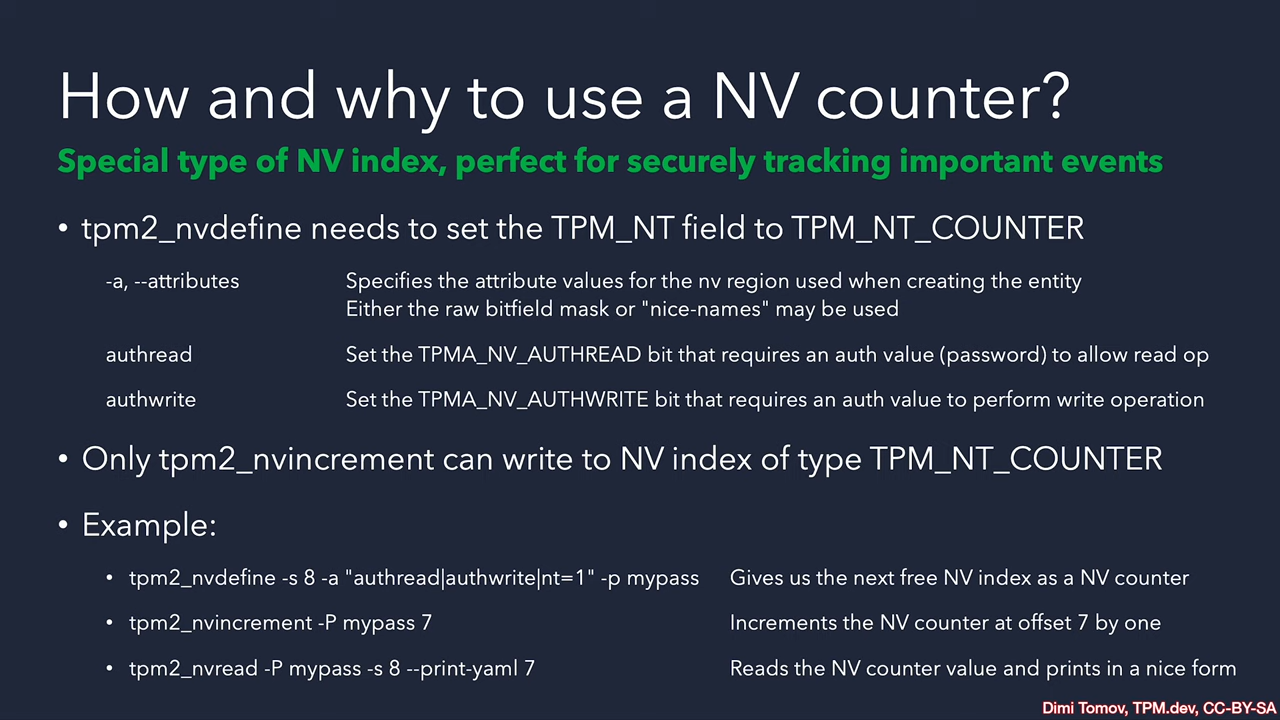 How and why to use a NV counter?
Special type of NV index, perfect for securely tracking important events
• tpm2_nvdefine needs to set the TPM_NT field to TPM_NT_COUNTER
-a, --attributes Specifies the attribute values for the nv region used when creating the entity
Either the raw bitfield mask or "nice-names" may be used
authread Set the TPMA_NV_AUTHREAD bit that requires an auth value (password) to allow read op
authwrite Set the TPMA_NV_AUTHWRITE bit that requires an auth value to perform write operation
• Only tpm2_nvincrement can write to NV index of type TPM_NT_COUNTER
• Example:
• tpm2_nvdefine -s 8 -a "authread|authwrite|nt=1" -p mypass Gives us the next free NV index as a NV counter
• tpm2_nvincrement -P mypass 7 Increments the NV counter at offset 7 by one
• tpm2_nvread -P mypass -s 8 --print-yaml 7 Reads the NV counter value and prints in a nice form
Dimi Tomov, TPM.dev, CC-BY-SA